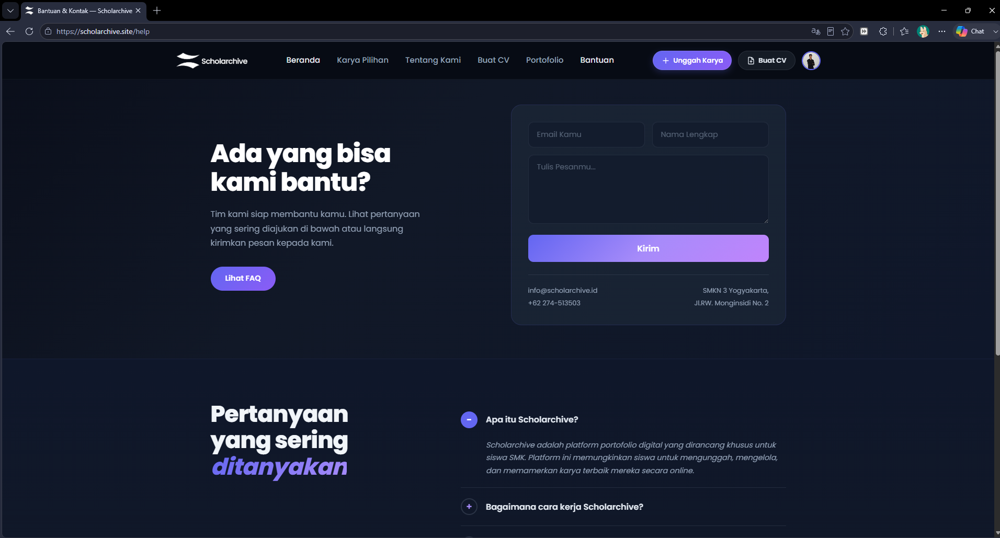 Bantuan & Kontak — Scholarchive
https://scholarchive.site/help
Chat
Scholarchive
Beranda
Karya Pilihan
Tentang Kami
Buat CV
Portofolio
Bantuan
Unggah Karya
Buat CV
Ada yang bisa
kami bantu?
Tim kami siap membantu kamu. Lihat pertanyaan
yang sering diajukan di bawah atau langsung
kirimkan pesan kepada kami.
Lihat FAQ
Email Kamu
Nama Lengkap
Tulis Pesanmu...
Kirim
info@scholarchive.id
+62 274-513503
SMKN 3 Yogyakarta,
Jl.RW. Monginsidi No. 2
Pertanyaan
yang sering
ditanyakan
Apa itu Scholarchive?
Scholarchive adalah platform portofolio digital yang dirancang khusus untuk
siswa SMK. Platform ini memungkinkan siswa untuk mengunggah, mengelola,
dan memamerkan karya terbaik mereka secara online.
Bagaimana cara kerja Scholarchive?